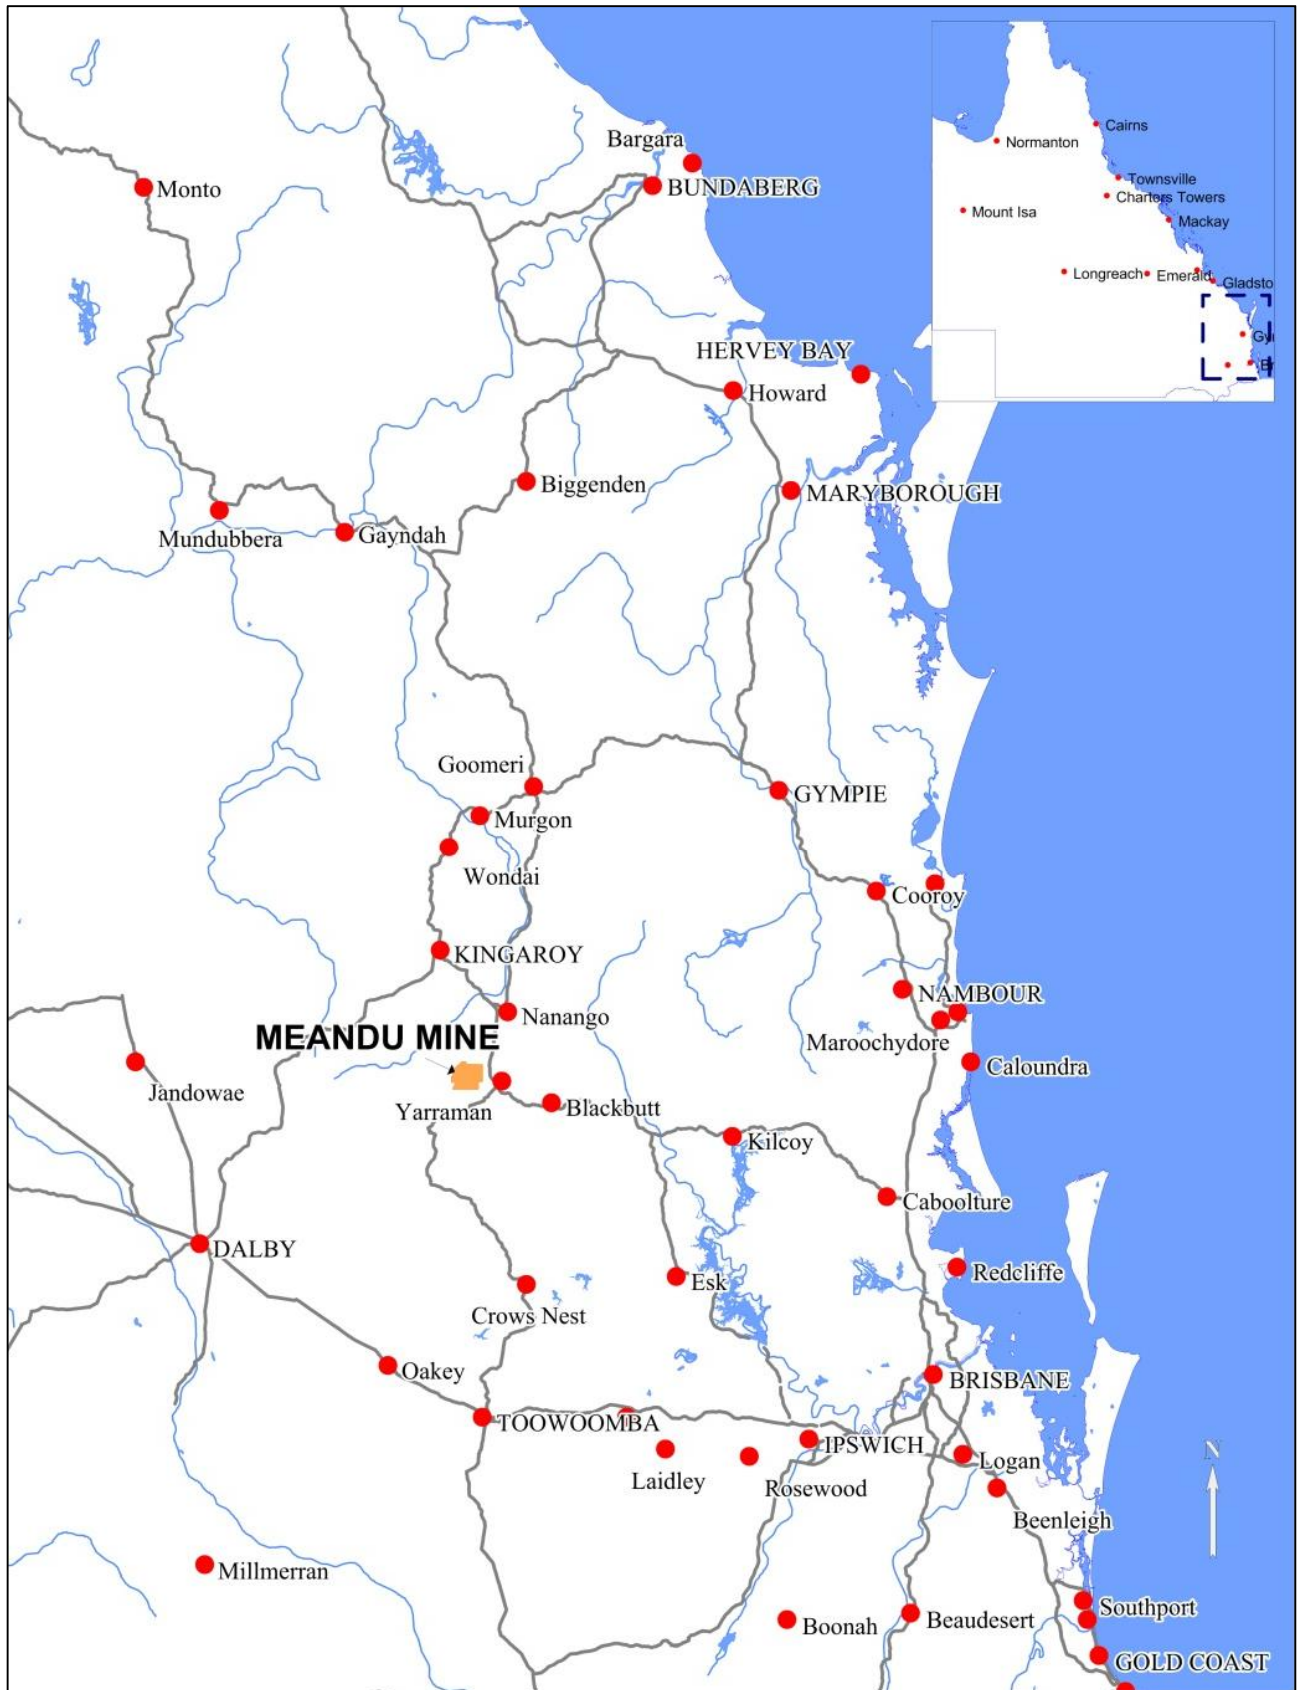 Bargara
BUNDABERG
Monto
Cairns
Normanton
Townsville
Charters Towers
Mount Isa
Mackay
Longreach
Emerald
Gladsto
HERVEY BAY
Howard
Biggenden
MARYBOROUGH
Mundubbera
Gayndah
Goomeri
Murgon
GYMPIE
Wondai
Cooroy
KINGAROY
NAMBOUR
Nanango
MEANDU MINE
Maroochydore
Caloundra
Jandowae
Yarraman
Blackbutt
Kilcoy
Caboolture
DALBY
Redcliffe
Esk
Crows Nest
Oakey
BRISBANE
TOOWOOMBA
IPSWICH
Laidley
Logan
Rosewood
N
Beenleigh
Millmerran
Southport
Boonah
Beaudesert
GOLD COAST